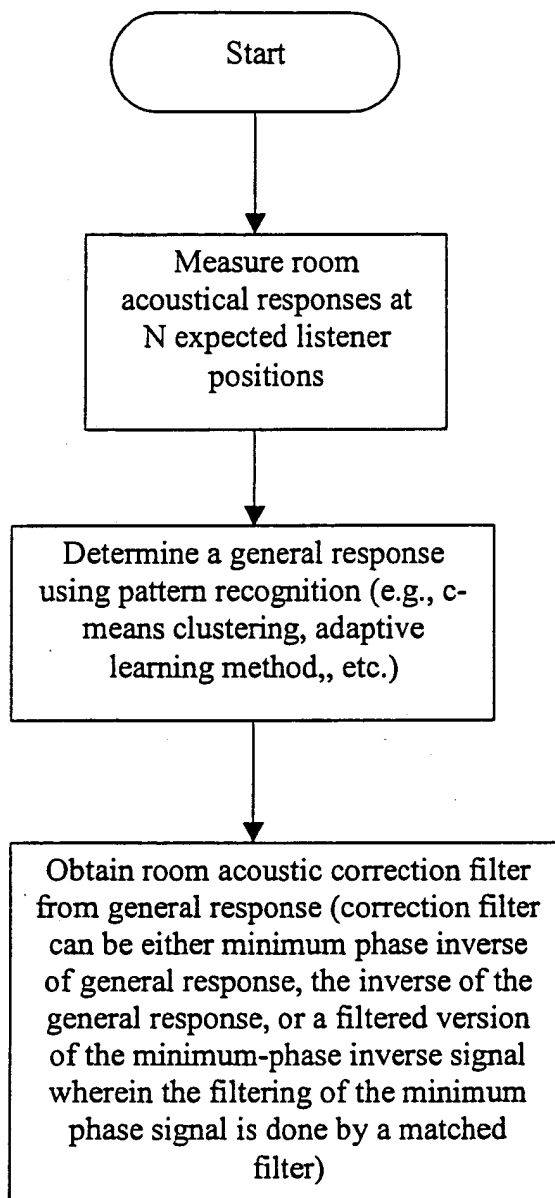 Start
Measure room
acoustical responses at
N expected listener
positions
Determine a general response
using pattern recognition (e.g., c-
means clustering, adaptive
learning method,, etc.)
Obtain room acoustic correction filter
from general response (correction filter
can be either minimum phase inverse
of general response, the inverse of the
general response, or a filtered version
of the minimum-phase inverse signal
wherein the filtering of the minimum
phase signal is done by a matched
filter)